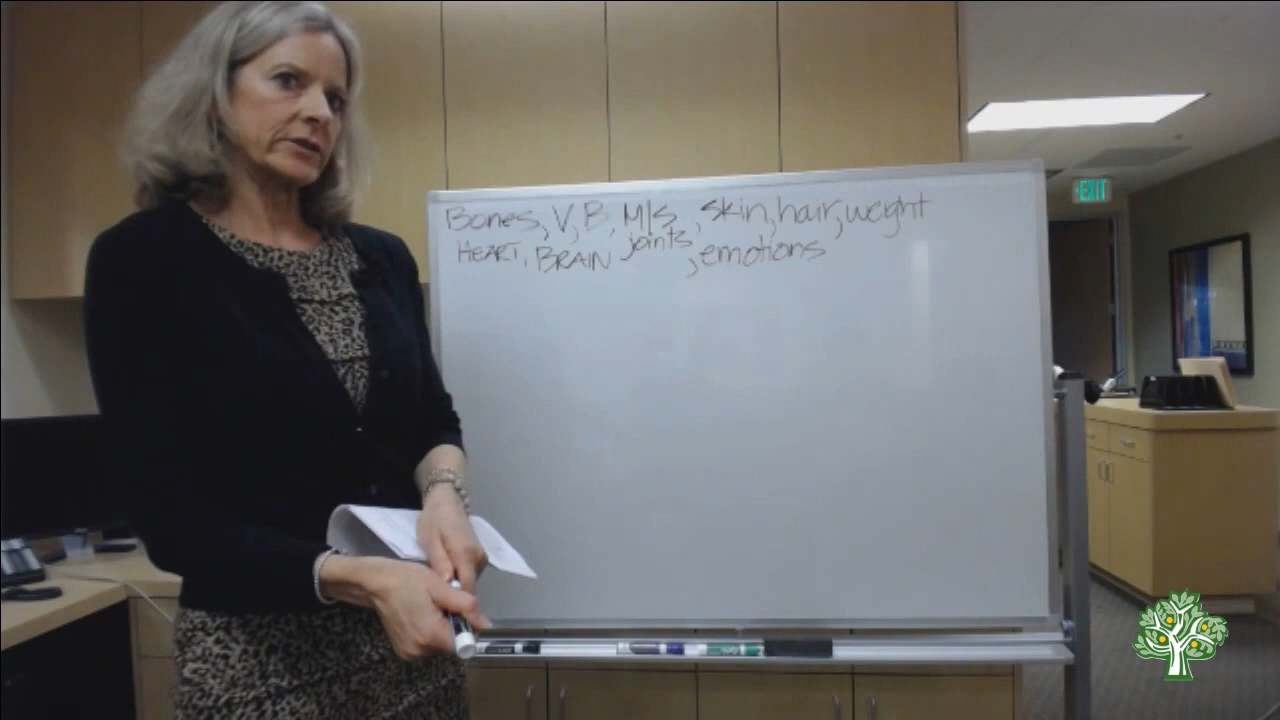 Bones, V, B, M/S, skin, hair, weight
HEART, BRAIN joints, emotions
EXIT